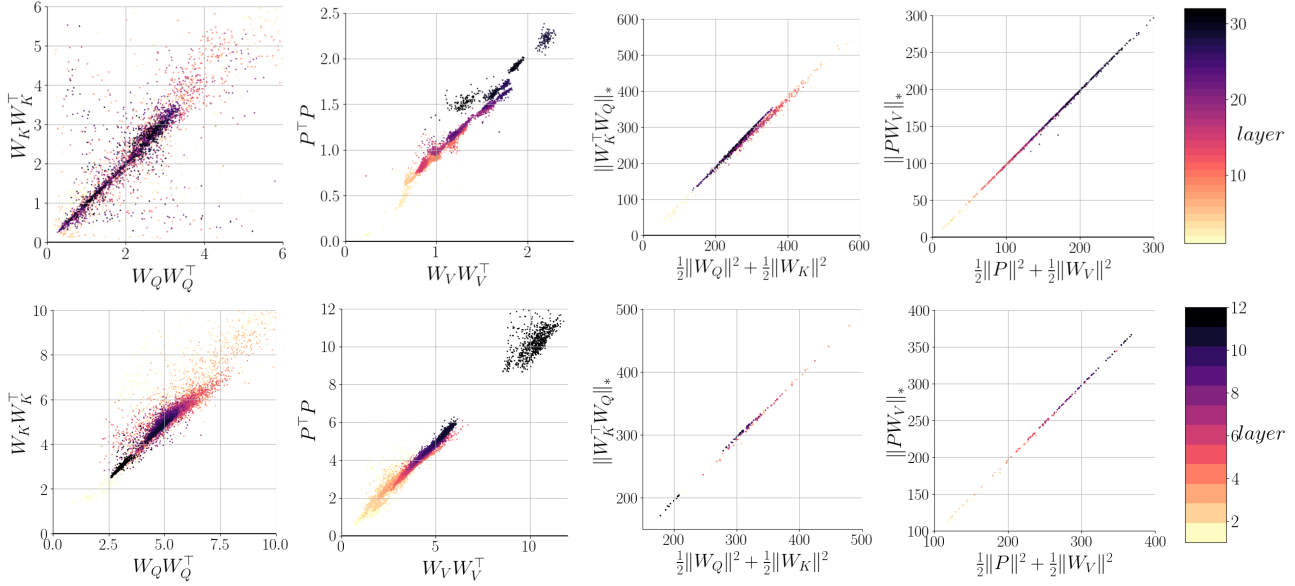 6
5
4
3
2
1
0
0 2 4 6
W_K W_K^⊤
W_Q W_Q^⊤
2.5
2.0
1.5
1.0
0.5
0.0
0 1 2
P^⊤P
W_V W_V^⊤
600
500
400
300
200
100
0
0 200 400 600
||W_K^⊤ W_Q||_*
½||W_Q||² + ½||W_K||²
300
250
200
150
100
50
0
0 100 200 300
||PW_V||_*
½||P||² + ½||W_V||²
30
20
10
layer
10
8
6
4
2
0
0.0 2.5 5.0 7.5 10.0
W_K W_K^⊤
W_Q W_Q^⊤
12
10
8
6
4
2
0
0 5 10
P^⊤P
W_V W_V^⊤
500
400
300
200
200 300 400 500
||W_K^⊤ W_Q||_*
½||W_Q||² + ½||W_K||²
400
350
300
250
200
150
100
100 200 300 400
||PW_V||_*
½||P||² + ½||W_V||²
12
10
8
6
4
2
layer